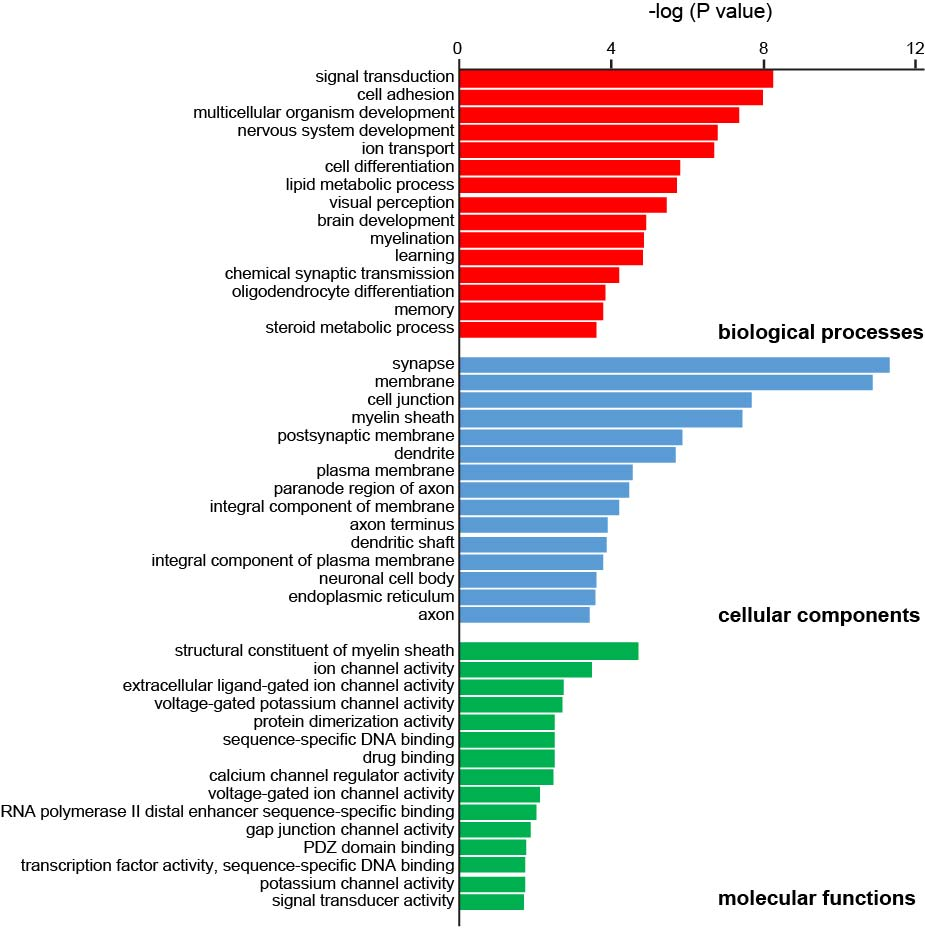 -log (P value)
0 4 8 12
signal transduction
cell adhesion
multicellular organism development
nervous system development
ion transport
cell differentiation
lipid metabolic process
visual perception
brain development
myelination
learning
chemical synaptic transmission
oligodendrocyte differentiation
memory
steroid metabolic process
biological processes
synapse
membrane
cell junction
myelin sheath
postsynaptic membrane
dendrite
plasma membrane
paranode region of axon
integral component of membrane
axon terminus
dendritic shaft
integral component of plasma membrane
neuronal cell body
endoplasmic reticulum
axon
cellular components
structural constituent of myelin sheath
ion channel activity
extracellular ligand-gated ion channel activity
voltage-gated potassium channel activity
protein dimerization activity
sequence-specific DNA binding
drug binding
calcium channel regulator activity
voltage-gated ion channel activity
RNA polymerase II distal enhancer sequence-specific binding
gap junction channel activity
PDZ domain binding
transcription factor activity, sequence-specific DNA binding
potassium channel activity
signal transducer activity
molecular functions